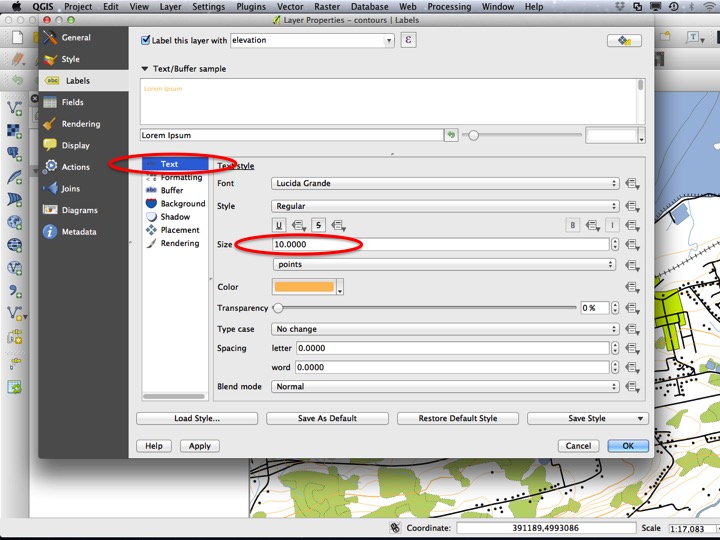 QGIS Project Edit View Layer Settings Plugins Vector Raster Database Web Processing Window Help
Layer Properties - contours | Labels
General
Style
abc Labels
Fields
Rendering
Display
Actions
Joins
Diagrams
Metadata
Label this layer with elevation ε
Text/Buffer sample
Lorem Ipsum
Lorem Ipsum
Text
Formatting
abc Buffer
Background
Shadow
Placement
Rendering
Text style
Font Lucida Grande
Style Regular
U S B I
Size 10.0000
points
Color
Transparency 0 %
Type case No change
Spacing letter 0.0000
word 0.0000
Blend mode Normal
Load Style... Save As Default Restore Default Style Save Style
Help Apply Cancel OK
Coordinate: 391189,4993086 Scale 1:17,083